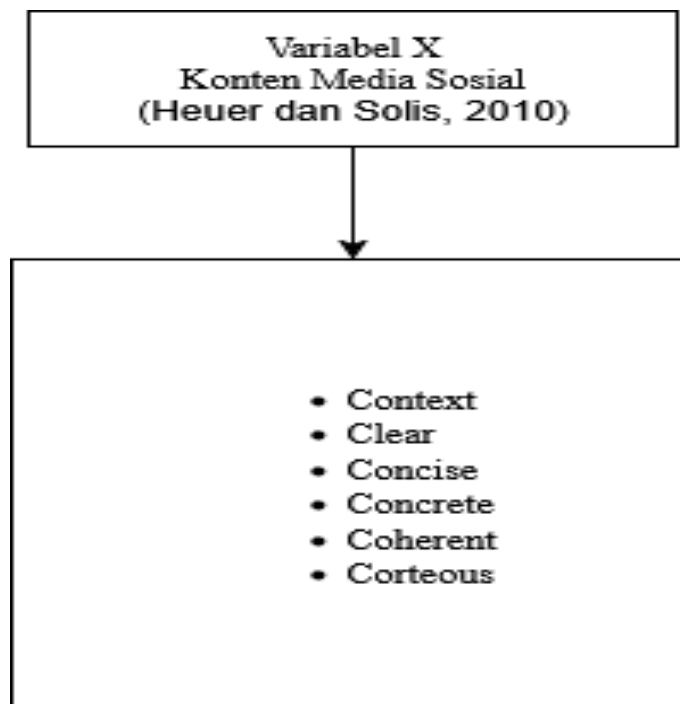 Variabel X
Konten Media Sosial
(Heuer dan Solis, 2010)
• Context
• Clear
• Concise
• Concrete
• Coherent
• Corteous